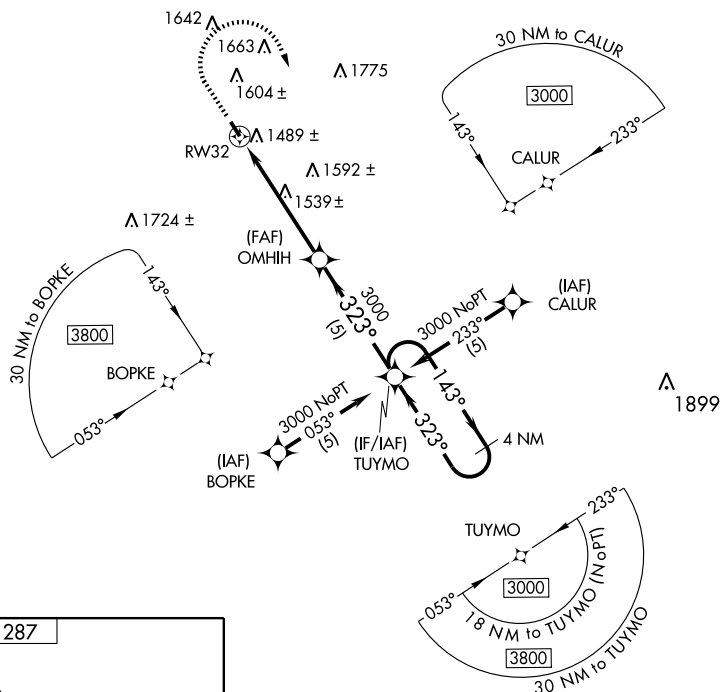 1642
1663
1775
1604 ±
1489 ±
RW32
1592 ±
1539 ±
30 NM to CALUR
3000
143°
233°
CALUR
1724 ±
(FAF)
OMHIH
30 NM to BOPKE
143°
3800
BOPKE
053°
3000
323°
(5)
(IAF)
CALUR
3000 NoPT
233°
(5)
3000 NoPT
053°
(5)
(IAF)
BOPKE
(IF/IAF)
TUYMO
143°
323°
4 NM
1899
TUYMO
233°
053°
3000
18 NM to TUYMO (NoPT)
3800
30 NM to TUYMO
287